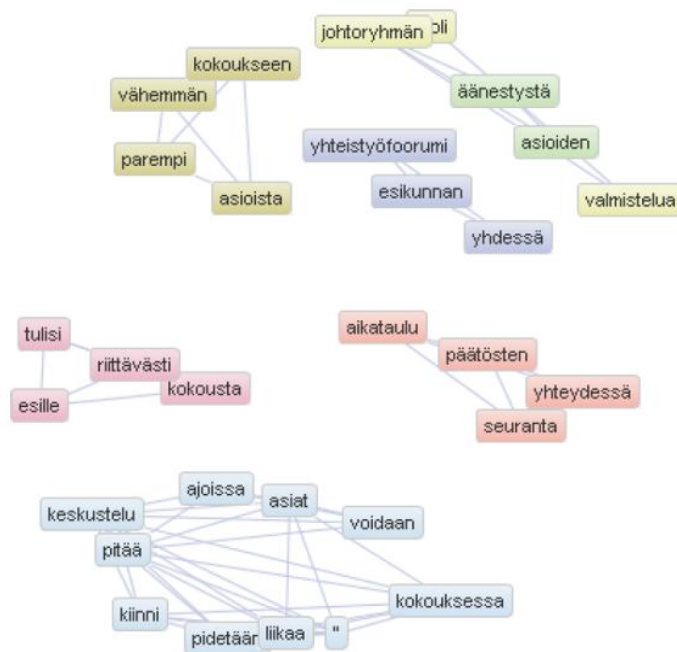 johtoryhmän
kokoukseen
vähemmän
äänestystä
yhteistyöfoorumi
asioiden
parempi
esikunnan
asioista
valmistelua
yhdessä
aikataulu
tulisi
päätösten
riittävästi
kokousta
yhteydessä
esille
seuranta
ajoissa
asiat
keskustelu
voidaan
pitää
kokouksessa
kiinni
liikaa
"